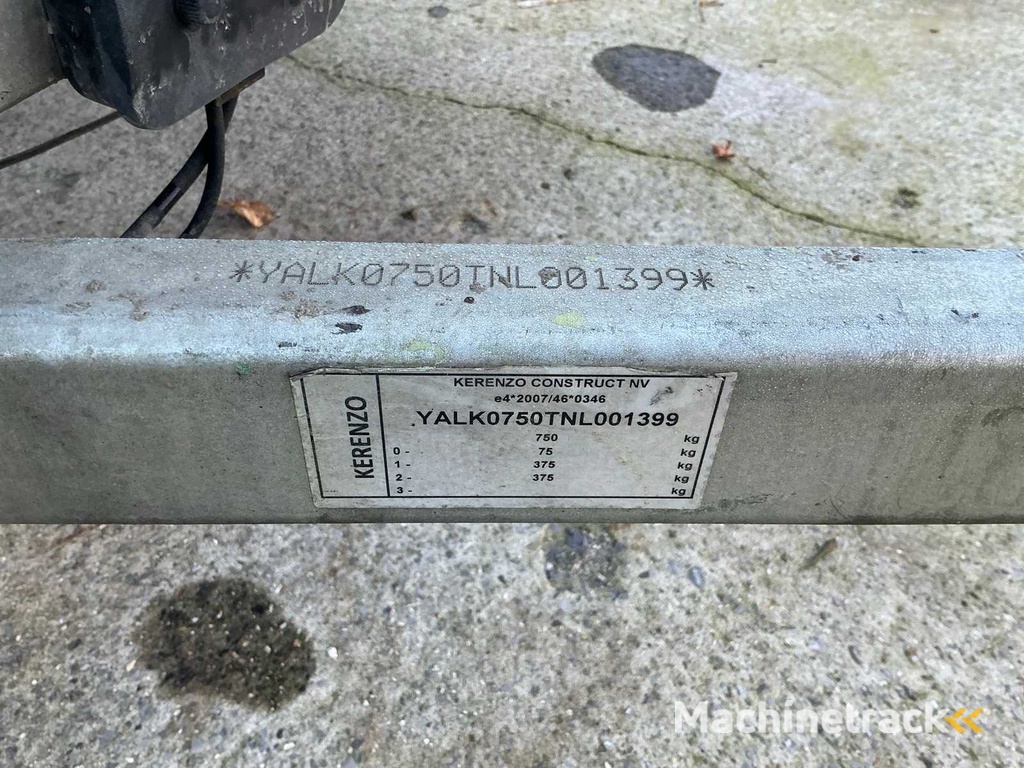 *YALK0750TNL001399*
KERENZO
KERENZO CONSTRUCT NV
e4*2007/46*0346
YALK0750TNL001399
750 kg
0 - 75 kg
1 - 375 kg
2 - 375 kg
3 - kg
Machinetrack